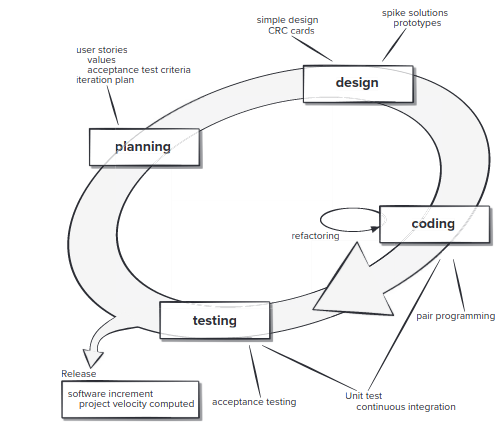 spike solutions
prototypes
simple design
CRC cards
user stories
values
acceptance test criteria
iteration plan
design
planning
coding
refactoring
testing
pair programming
Release
software increment
project velocity computed
acceptance testing
Unit test
continuous integration